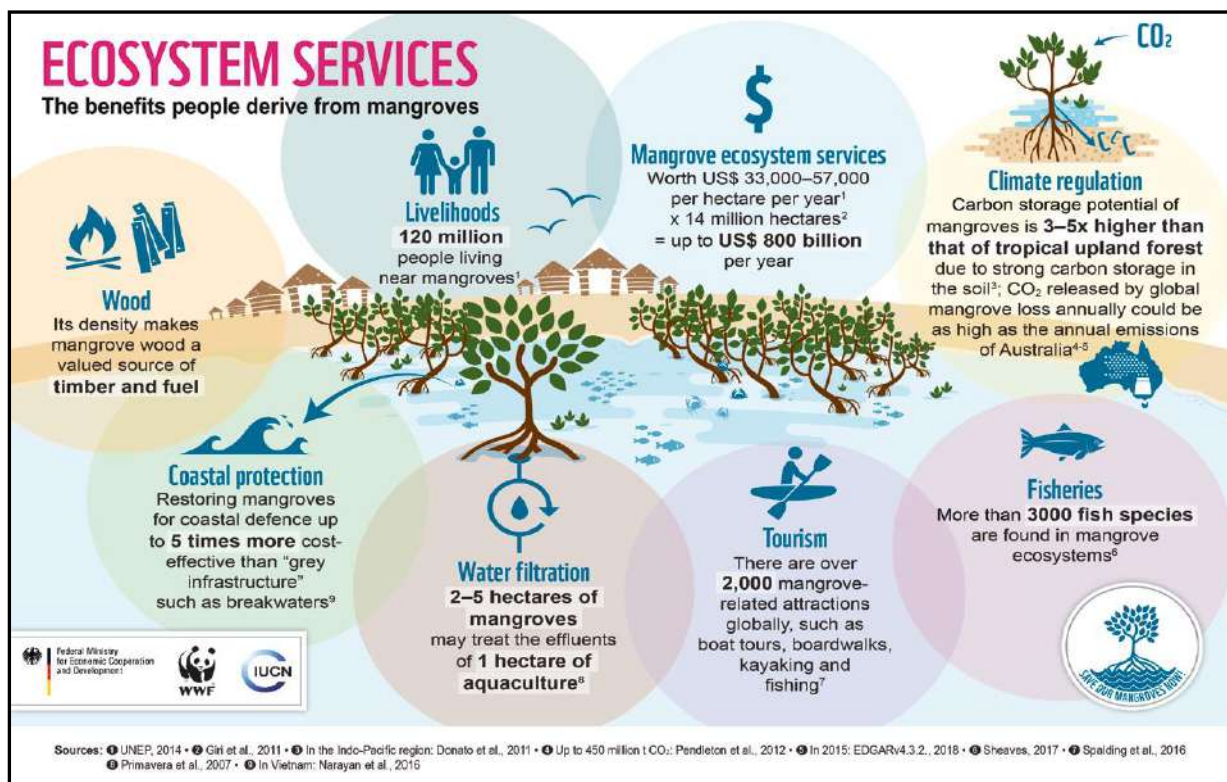 ECOSYSTEM SERVICES
The benefits people derive from mangroves
Wood
Its density makes
mangrove wood a
valued source of
timber and fuel
Livelihoods
120 million
people living
near mangroves¹
$
Mangrove ecosystem services
Worth US$ 33,000–57,000
per hectare per year¹
x 14 million hectares²
= up to US$ 800 billion
per year
CO₂
C C C
Climate regulation
Carbon storage potential of
mangroves is 3–5x higher than
that of tropical upland forest
due to strong carbon storage in
the soil³; CO₂ released by global
mangrove loss annually could be
as high as the annual emissions
of Australia⁴⁻⁵
Coastal protection
Restoring mangroves
for coastal defence up
to 5 times more cost-
effective than "grey
infrastructure"
such as breakwaters⁹
Water filtration
2–5 hectares of
mangroves
may treat the effluents
of 1 hectare of
aquaculture⁸
Tourism
There are over
2,000 mangrove-
related attractions
globally, such as
boat tours, boardwalks,
kayaking and
fishing⁷
Fisheries
More than 3000 fish species
are found in mangrove
ecosystems⁶
Federal Ministry
for Economic Cooperation
and Development
WWF
IUCN
SAVE OUR MANGROVES NOW!
Sources: ❶ UNEP, 2014 • ❷ Giri et al., 2011 • ❸ In the Indo-Pacific region: Donato et al., 2011 • ❹ Up to 450 million t CO₂: Pendleton et al., 2012 • ❺ In 2015: EDGARv4.3.2., 2018 • ❻ Sheaves, 2017 • ❼ Spalding et al., 2016
❽ Primavera et al., 2007 • ❾ In Vietnam: Narayan et al., 2016